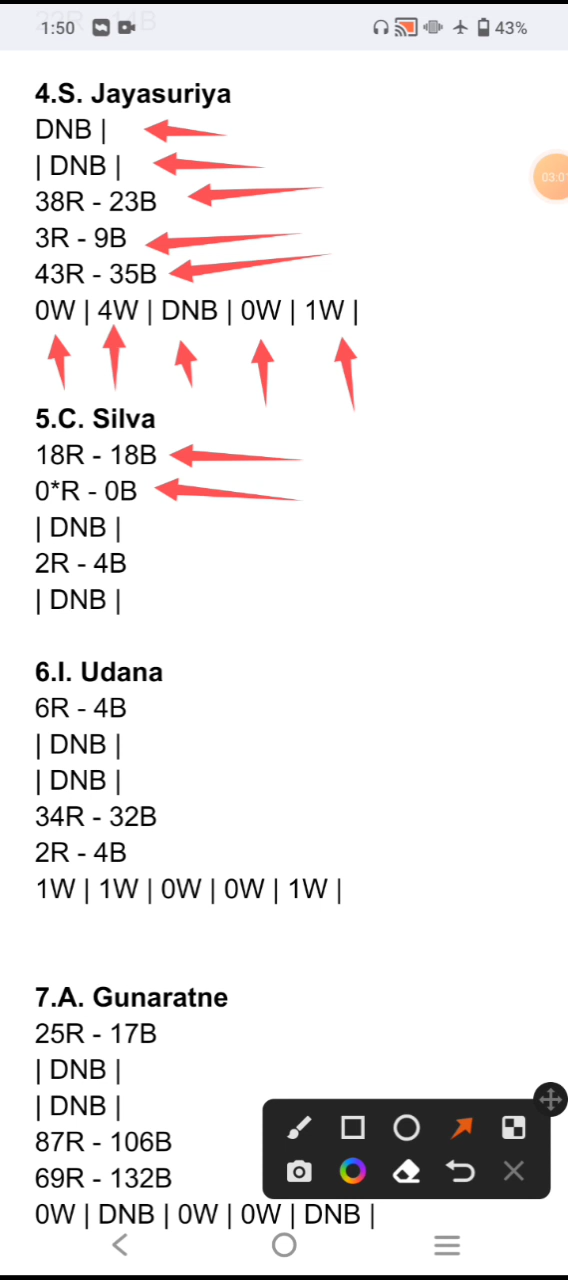 22R - 14B
1:50
43%
4.S. Jayasuriya
DNB |
| DNB |
38R - 23B
3R - 9B
43R - 35B
0W | 4W | DNB | 0W | 1W |
5.C. Silva
18R - 18B
0*R - 0B
| DNB |
2R - 4B
| DNB |
6.I. Udana
6R - 4B
| DNB |
| DNB |
34R - 32B
2R - 4B
1W | 1W | 0W | 0W | 1W |
7.A. Gunaratne
25R - 17B
| DNB |
| DNB |
87R - 106B
69R - 132B
0W | DNB | 0W | 0W | DNB |